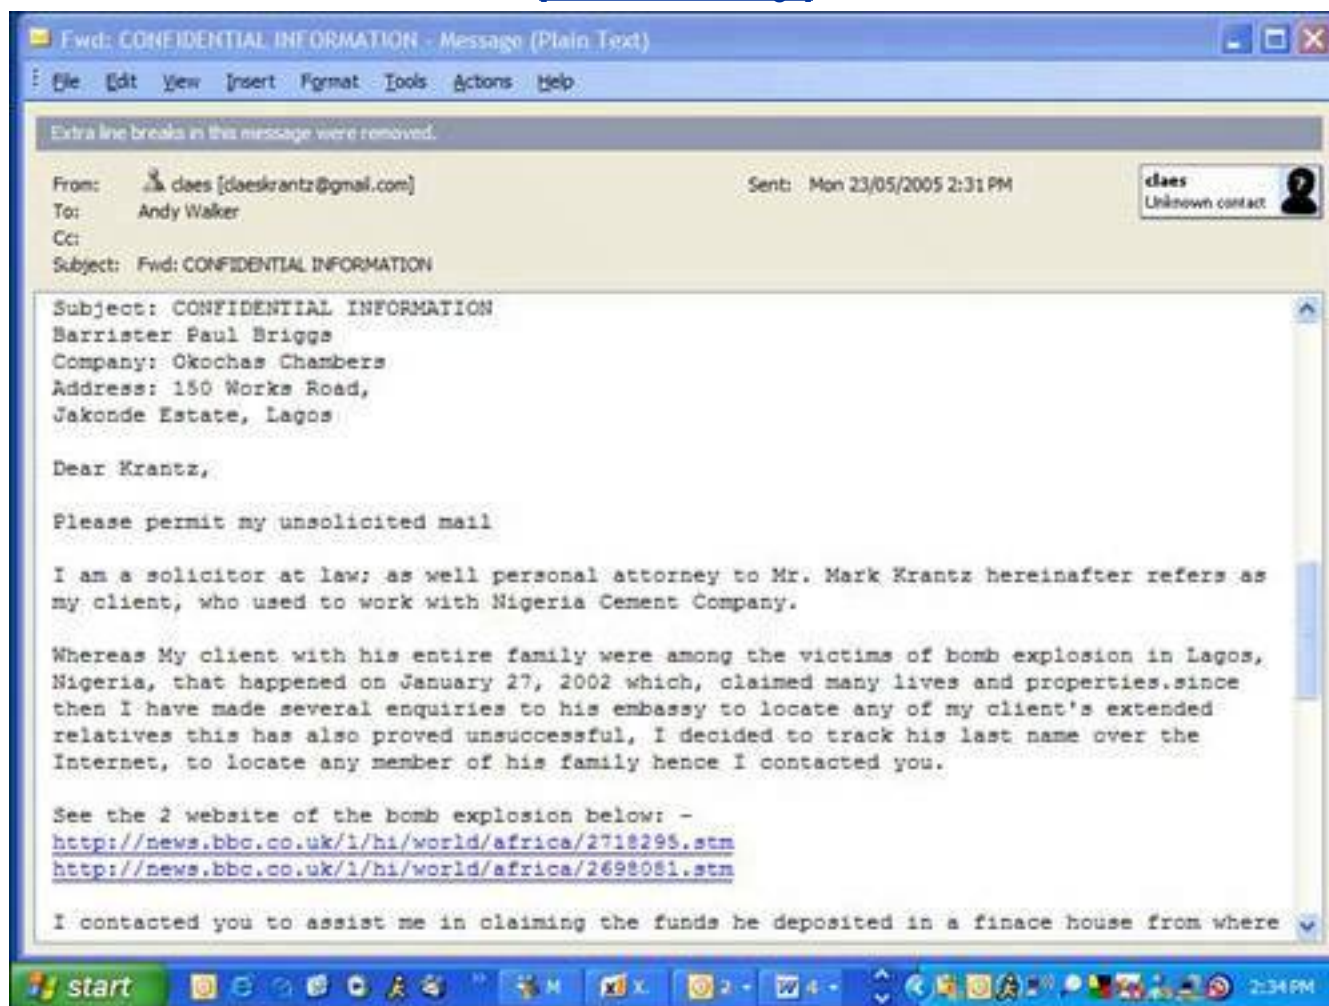 Fwd: CONFIDENTIAL INFORMATION - Message (Plain Text)
File Edit View Insert Format Tools Actions Help
Extra line breaks in this message were removed.
From: claes [claeskrantz@gmail.com] Sent: Mon 23/05/2005 2:31 PM
claes
Unknown contact
To: Andy Walker
Cc:
Subject: Fwd: CONFIDENTIAL INFORMATION
Subject: CONFIDENTIAL INFORMATION
Barrister Paul Briggs
Company: Okochas Chambers
Address: 150 Works Road,
Jakonde Estate, Lagos
Dear Krantz,
Please permit my unsolicited mail
I am a solicitor at law; as well personal attorney to Mr. Mark Krantz hereinafter refers as
my client, who used to work with Nigeria Cement Company.
Whereas My client with his entire family were among the victims of bomb explosion in Lagos,
Nigeria, that happened on January 27, 2002 which, claimed many lives and properties.since
then I have made several enquiries to his embassy to locate any of my client's extended
relatives this has also proved unsuccessful, I decided to track his last name over the
Internet, to locate any member of his family hence I contacted you.
See the 2 website of the bomb explosion below: -
http://news.bbc.co.uk/1/hi/world/africa/2718295.stm
http://news.bbc.co.uk/1/hi/world/africa/2698081.stm
I contacted you to assist me in claiming the funds he deposited in a finace house from where
start M X. 2 - 4 - 2:34 PM